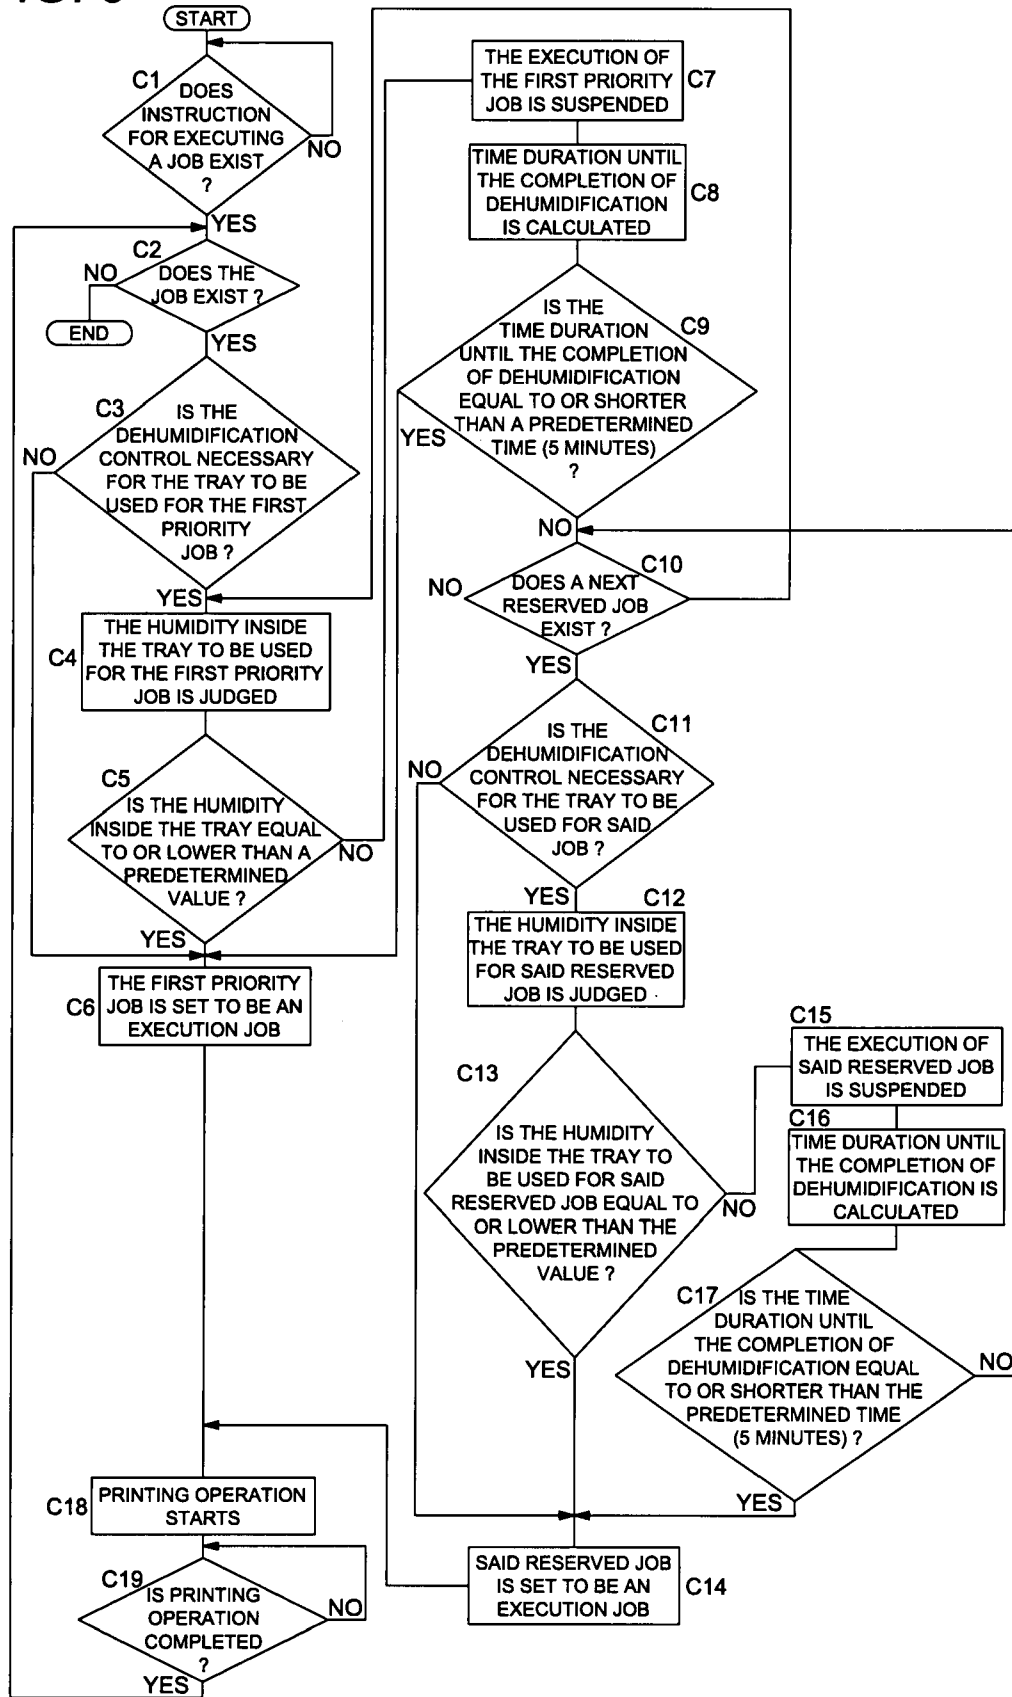 START
C1
DOES
INSTRUCTION
FOR EXECUTING
A JOB EXIST
?
NO
YES
C2
NO
DOES THE
JOB EXIST ?
END
YES
C3
NO
IS THE
DEHUMIDIFICATION
CONTROL NECESSARY
FOR THE TRAY TO BE
USED FOR THE FIRST
PRIORITY
JOB ?
YES
C4
THE HUMIDITY INSIDE
THE TRAY TO BE USED
FOR THE FIRST PRIORITY
JOB IS JUDGED
C5
IS THE HUMIDITY
INSIDE THE TRAY EQUAL
TO OR LOWER THAN A
PREDETERMINED
VALUE ?
NO
YES
C6
THE FIRST PRIORITY
JOB IS SET TO BE AN
EXECUTION JOB
THE EXECUTION OF
THE FIRST PRIORITY
JOB IS SUSPENDED
C7
TIME DURATION UNTIL
THE COMPLETION OF
DEHUMIDIFICATION
IS CALCULATED
C8
C9
IS THE
TIME DURATION
UNTIL THE COMPLETION
OF DEHUMIDIFICATION
EQUAL TO OR SHORTER
THAN A PREDETERMINED
TIME (5 MINUTES)
?
YES
NO
C10
NO
DOES A NEXT
RESERVED JOB
EXIST ?
YES
C11
NO
IS THE
DEHUMIDIFICATION
CONTROL NECESSARY
FOR THE TRAY TO BE
USED FOR SAID
JOB ?
YES
C12
THE HUMIDITY INSIDE
THE TRAY TO BE USED
FOR SAID RESERVED
JOB IS JUDGED
C13
IS THE HUMIDITY
INSIDE THE TRAY TO
BE USED FOR SAID
RESERVED JOB EQUAL TO
OR LOWER THAN THE
PREDETERMINED
VALUE ?
NO
YES
C15
THE EXECUTION OF
SAID RESERVED JOB
IS SUSPENDED
C16
TIME DURATION UNTIL
THE COMPLETION OF
DEHUMIDIFICATION IS
CALCULATED
C17
IS THE TIME
DURATION UNTIL
THE COMPLETION OF
DEHUMIDIFICATION EQUAL
TO OR SHORTER THAN THE
PREDETERMINED TIME
(5 MINUTES) ?
NO
YES
SAID RESERVED JOB
IS SET TO BE AN
EXECUTION JOB
C14
C18
PRINTING OPERATION
STARTS
C19
IS PRINTING
OPERATION
COMPLETED
?
NO
YES